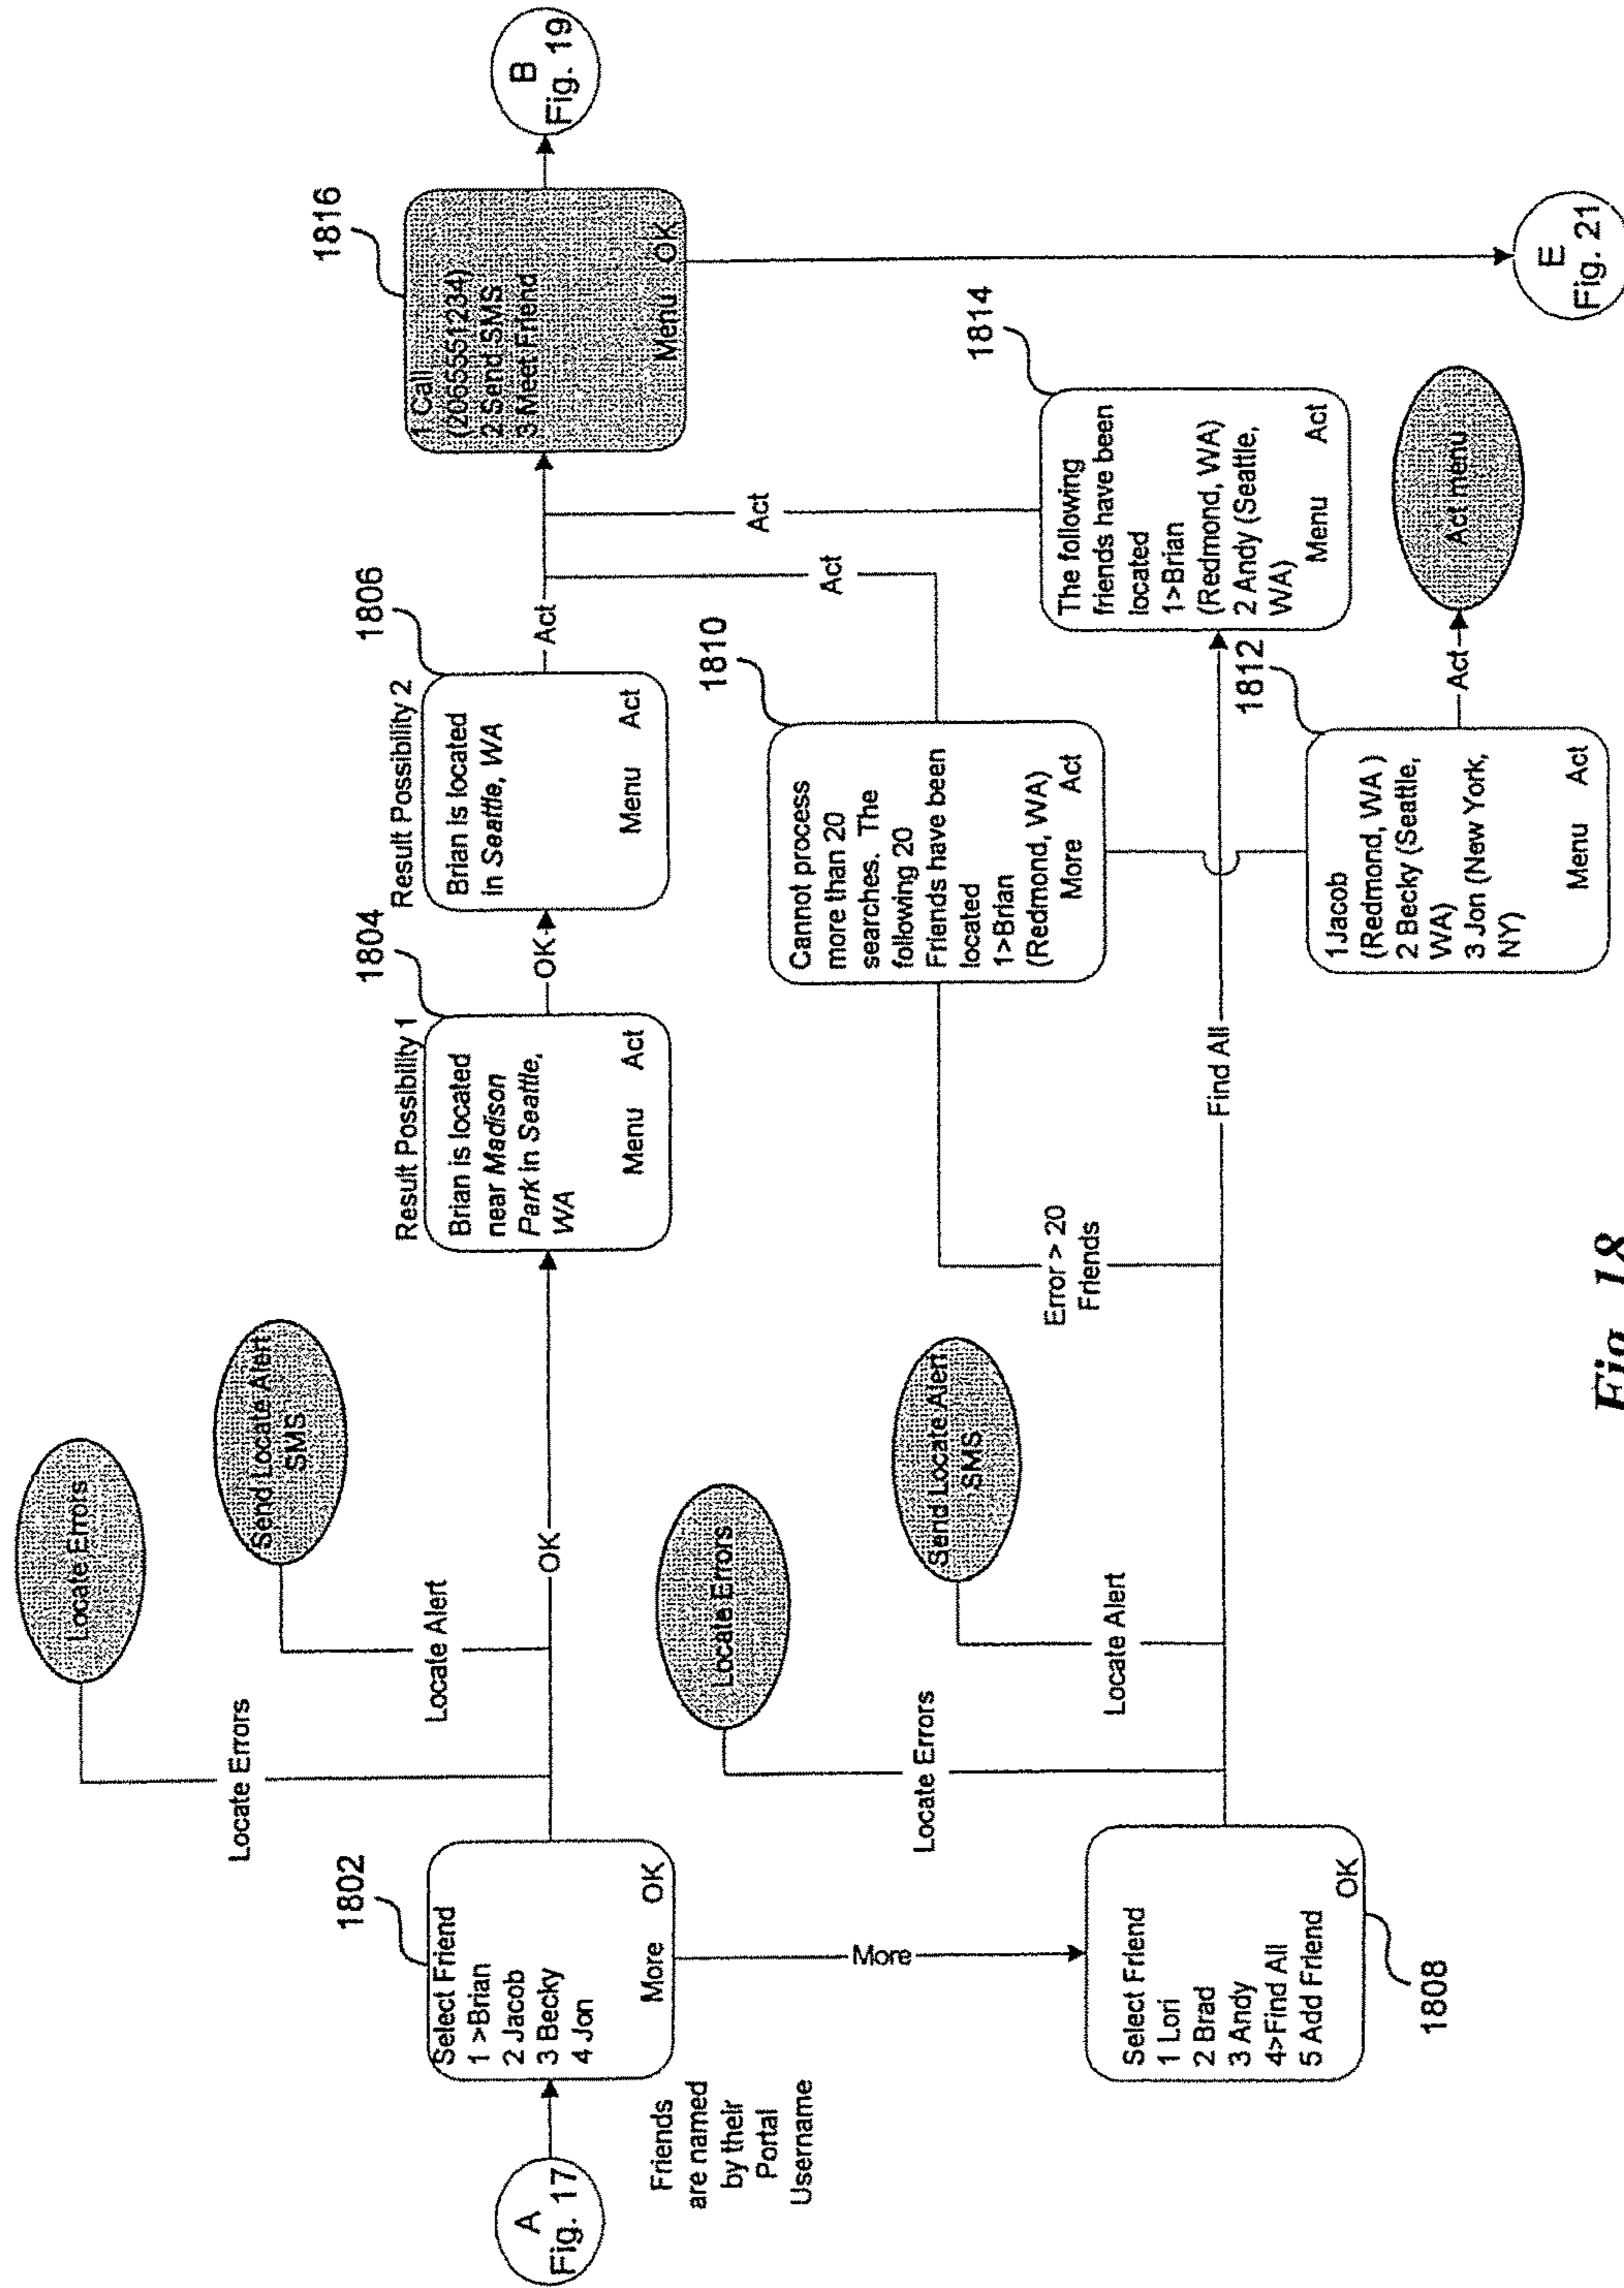 A
Fig. 17
Friends
are named
by their
Portal
Username
1802
Select Friend
1 >Brian
2 Jacob
3 Becky
4 Jon
More OK
Locate Errors
Locate Errors
Locate Alert
Send Locate Alert
SMS
OK
Result Possibility 1
1804
Brian is located
near Madison
Park in Seattle,
WA
Menu Act
OK
Result Possibility 2
1806
Brian is located
in Seattle, WA
Menu Act
Act
1816
1 Call
(2065551234)
2 Send SMS
3 Meet Friend
Menu OK
B
Fig. 19
More
Select Friend
1 Lori
2 Brad
3 Andy
4>Find All
5 Add Friend
OK
1808
Locate Errors
Locate Errors
Locate Alert
Send Locate Alert
SMS
Error > 20
Friends
Find All
1810
Cannot process
more than 20
searches. The
following 20
Friends have been
located
1>Brian
(Redmond, WA)
More Act
Act
1812
1Jacob
(Redmond, WA )
2 Becky (Seattle,
WA)
3 Jon (New York,
NY)
Menu Act
Act
Act menu
1814
The following
friends have been
located
1>Brian
(Redmond, WA)
2 Andy (Seattle,
WA)
Menu Act
Act
E
Fig. 21
Fig. 18